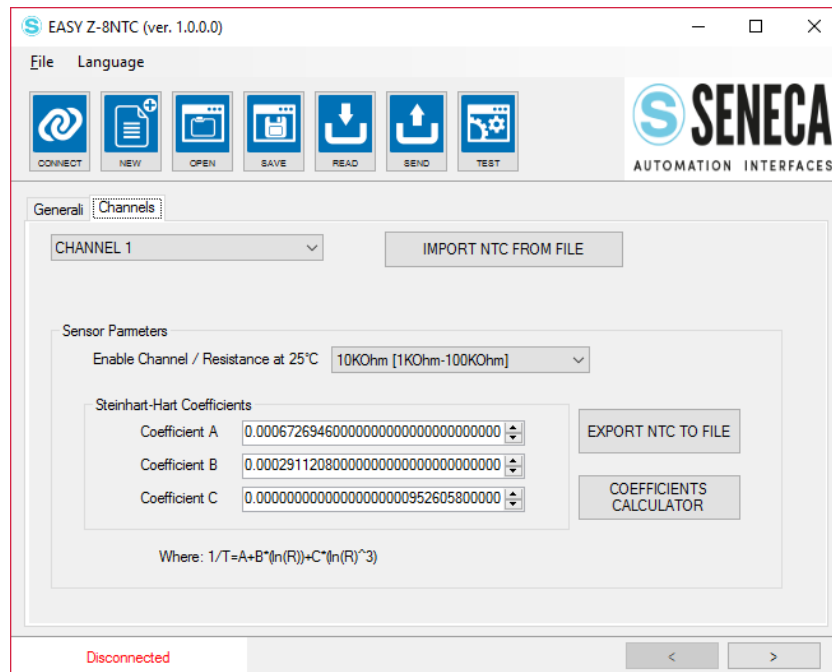 EASY Z-8NTC (ver. 1.0.0.0)
File Language
CONNECT NEW OPEN SAVE READ SEND TEST
S SENECA
AUTOMATION INTERFACES
Generali Channels
CHANNEL 1
IMPORT NTC FROM FILE
Sensor Parmeters
Enable Channel / Resistance at 25°C 10KOhm [1KOhm-100KOhm]
Steinhart-Hart Coefficients
Coefficient A 0.000672694600000000000000000000
EXPORT NTC TO FILE
Coefficient B 0.000291120800000000000000000000
Coefficient C 0.000000000000000000000952605800000
COEFFICIENTS
CALCULATOR
Where: 1/T=A+B*(ln(R))+C*(ln(R)^3)
Disconnected
< >